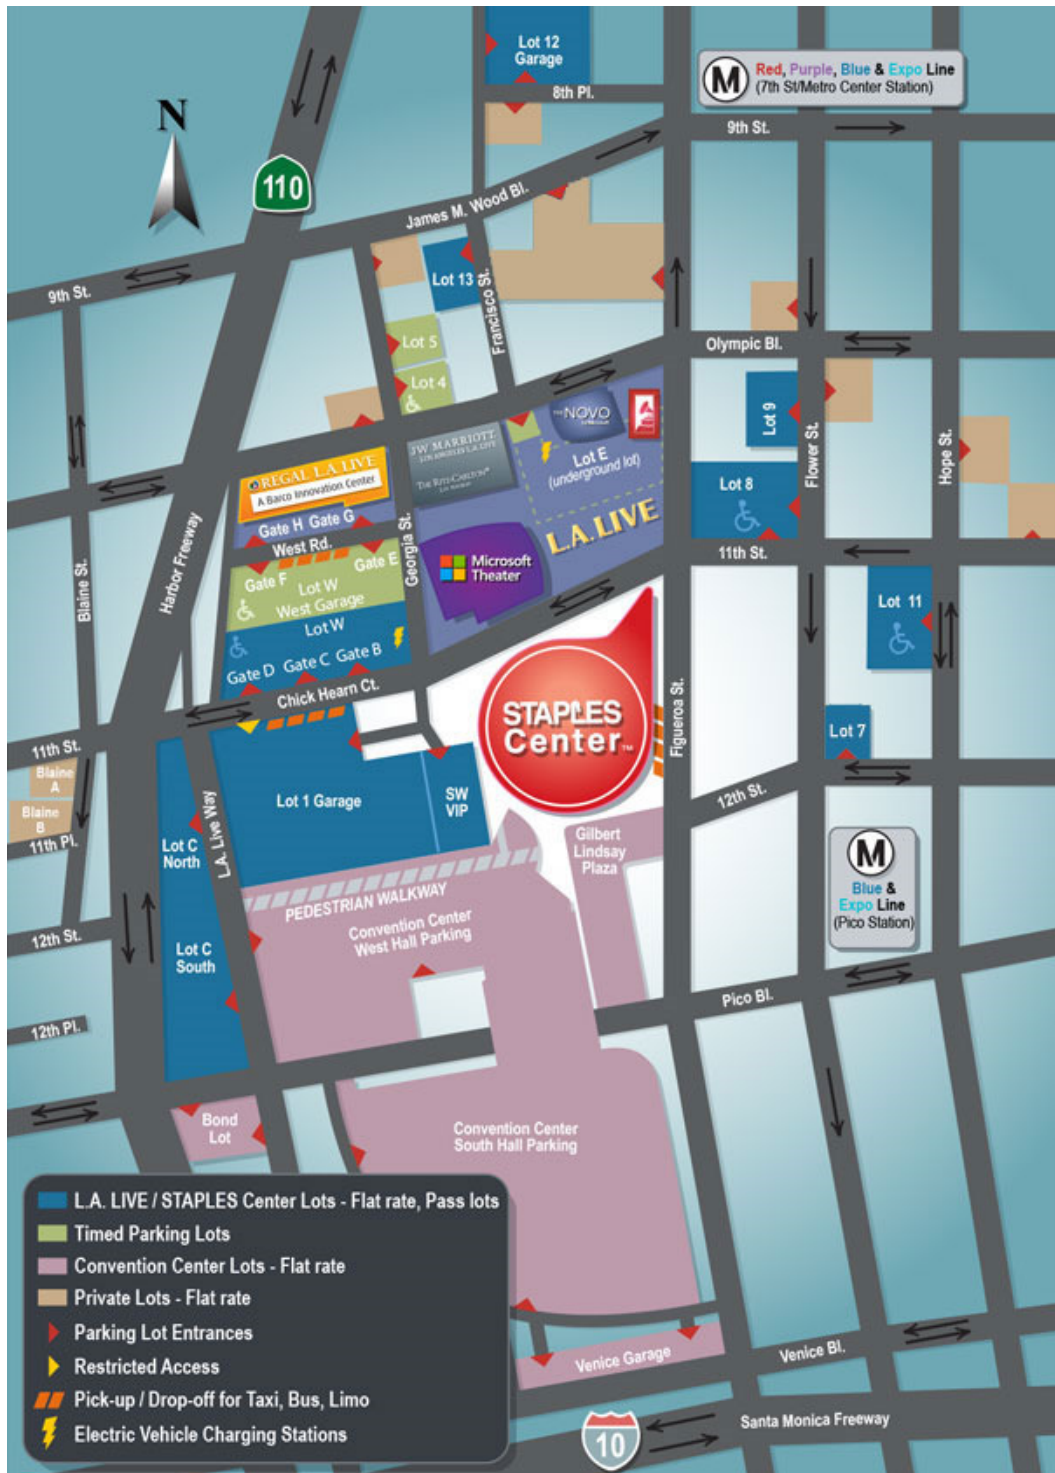 Lot 12
Garage
8th Pl.
M
Red, Purple, Blue & Expo Line
(7th St/Metro Center Station)
9th St.
N
110
James M. Wood Bl.
9th St.
Lot 13
Francisco St.
Lot 5
Lot 4
Olympic Bl.
THE NOVO
Lot 9
Flower St.
Hope St.
JW MARRIOTT
LOS ANGELES L.A. LIVE
THE RITZ-CARLTON
Lot E
(underground lot)
REGAL L.A. LIVE
A Barco Innovation Center
Gate H
Gate G
West Rd.
Georgia St.
L.A. LIVE
Lot 8
11th St.
Harbor Freeway
Blaine St.
Gate F
Gate E
Lot W
West Garage
Microsoft
Theater
Lot W
Gate D
Gate C
Gate B
Chick Hearn Ct.
Lot 11
STAPLES
Center
Figueroa St.
Lot 7
11th St.
Blaine
A
Blaine
B
11th Pl.
L.A. Live Way
Lot 1 Garage
SW
VIP
12th St.
Lot C
North
Gilbert
Lindsay
Plaza
M
Blue &
Expo Line
(Pico Station)
PEDESTRIAN WALKWAY
Convention Center
West Hall Parking
12th St.
Lot C
South
Pico Bl.
12th Pl.
Bond
Lot
Convention Center
South Hall Parking
L.A. LIVE / STAPLES Center Lots - Flat rate, Pass lots
Timed Parking Lots
Convention Center Lots - Flat rate
Private Lots - Flat rate
Parking Lot Entrances
Restricted Access
Pick-up / Drop-off for Taxi, Bus, Limo
Electric Vehicle Charging Stations
Venice Garage
Venice Bl.
10
Santa Monica Freeway